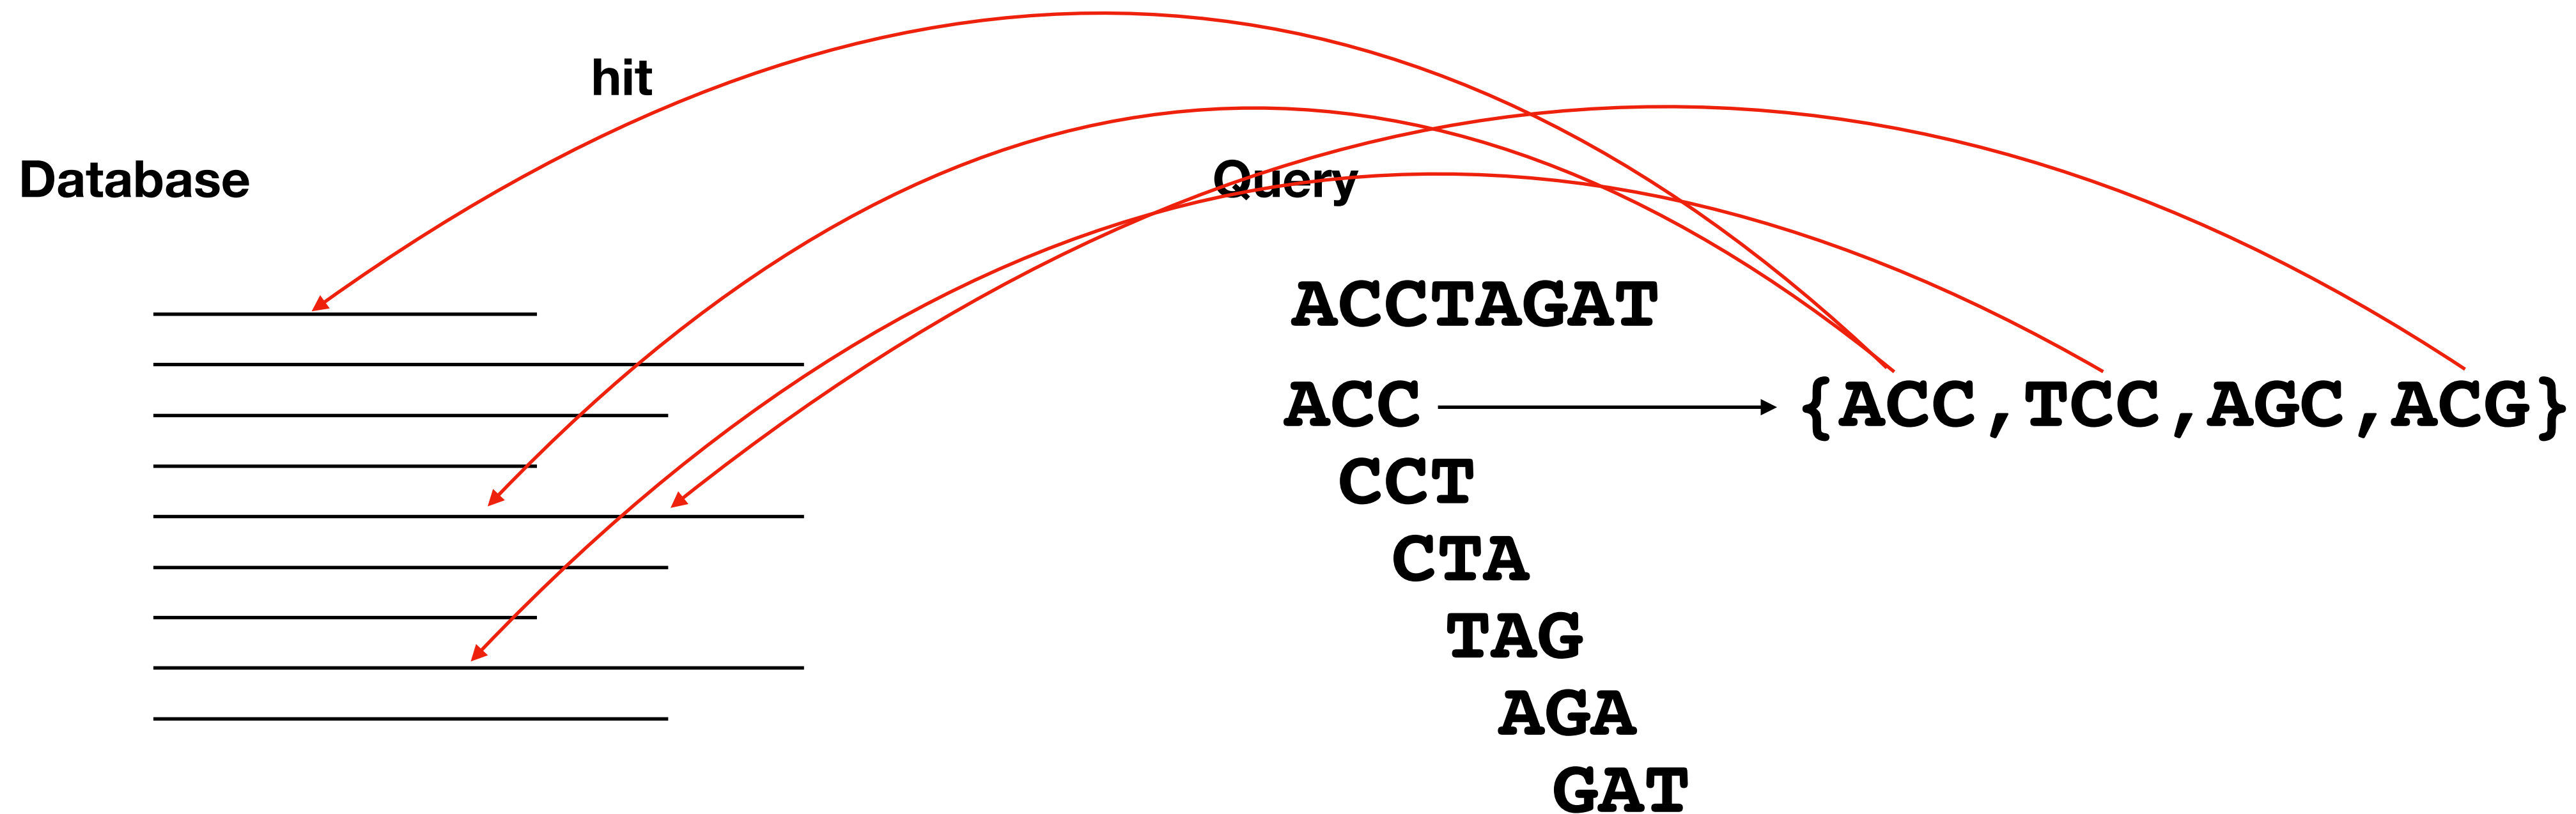 hit
Database
Query
ACCTAGAT
ACC
{ACC,TCC,AGC,ACG}
CCT
CTA
TAG
AGA
GAT